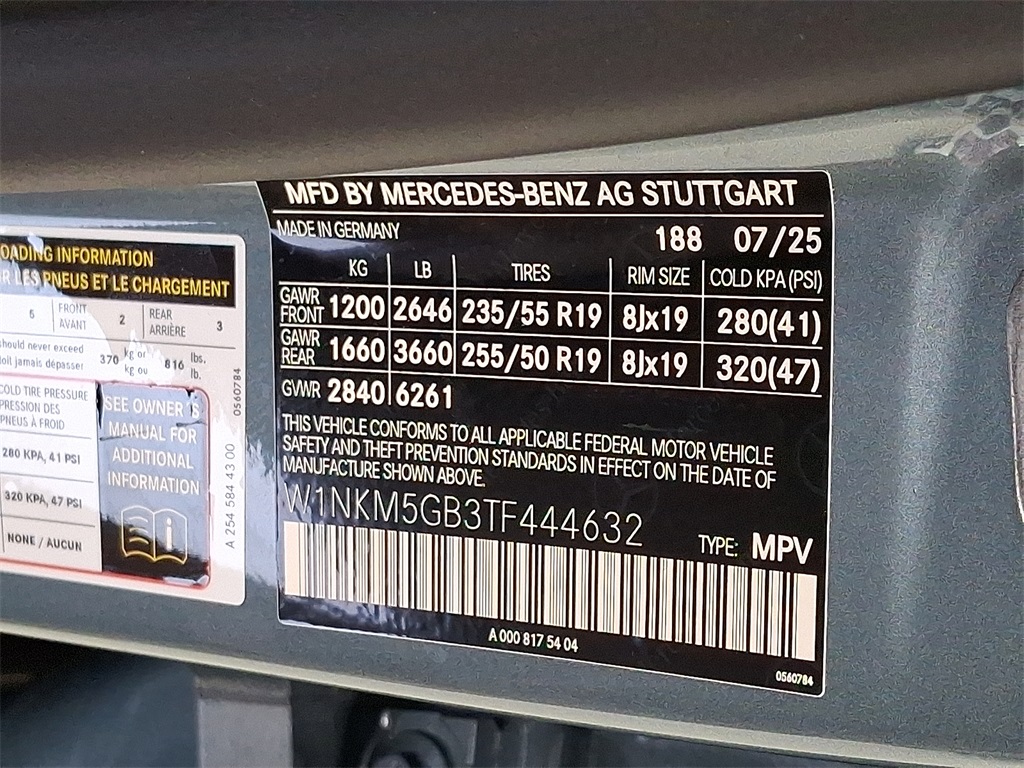 OADING INFORMATION
R LES PNEUS ET LE CHARGEMENT
5 FRONT AVANT 2 REAR ARRIÈRE 3
should never exceed
doit jamais dépasser 370 kg or kg ou 816 lbs. lb.
COLD TIRE PRESSURE
PRESSION DES
PNEUS À FROID
280 KPA, 41 PSI
320 KPA, 47 PSI
NONE / AUCUN
SEE OWNER'S
MANUAL FOR
ADDITIONAL
INFORMATION
i
A 254 584 43 00
0560784
MFD BY MERCEDES-BENZ AG STUTTGART
MADE IN GERMANY
188 07/25
KG LB TIRES RIM SIZE COLD KPA(PSI)
GAWR FRONT 1200 2646 235/55 R19 8Jx19 280(41)
GAWR REAR 1660 3660 255/50 R19 8Jx19 320(47)
GVWR 2840 6261
THIS VEHICLE CONFORMS TO ALL APPLICABLE FEDERAL MOTOR VEHICLE
SAFETY AND THEFT PREVENTION STANDARDS IN EFFECT ON THE DATE OF
MANUFACTURE SHOWN ABOVE.
W1NKM5GB3TF444632
TYPE: MPV
A 000 817 54 04
0560784